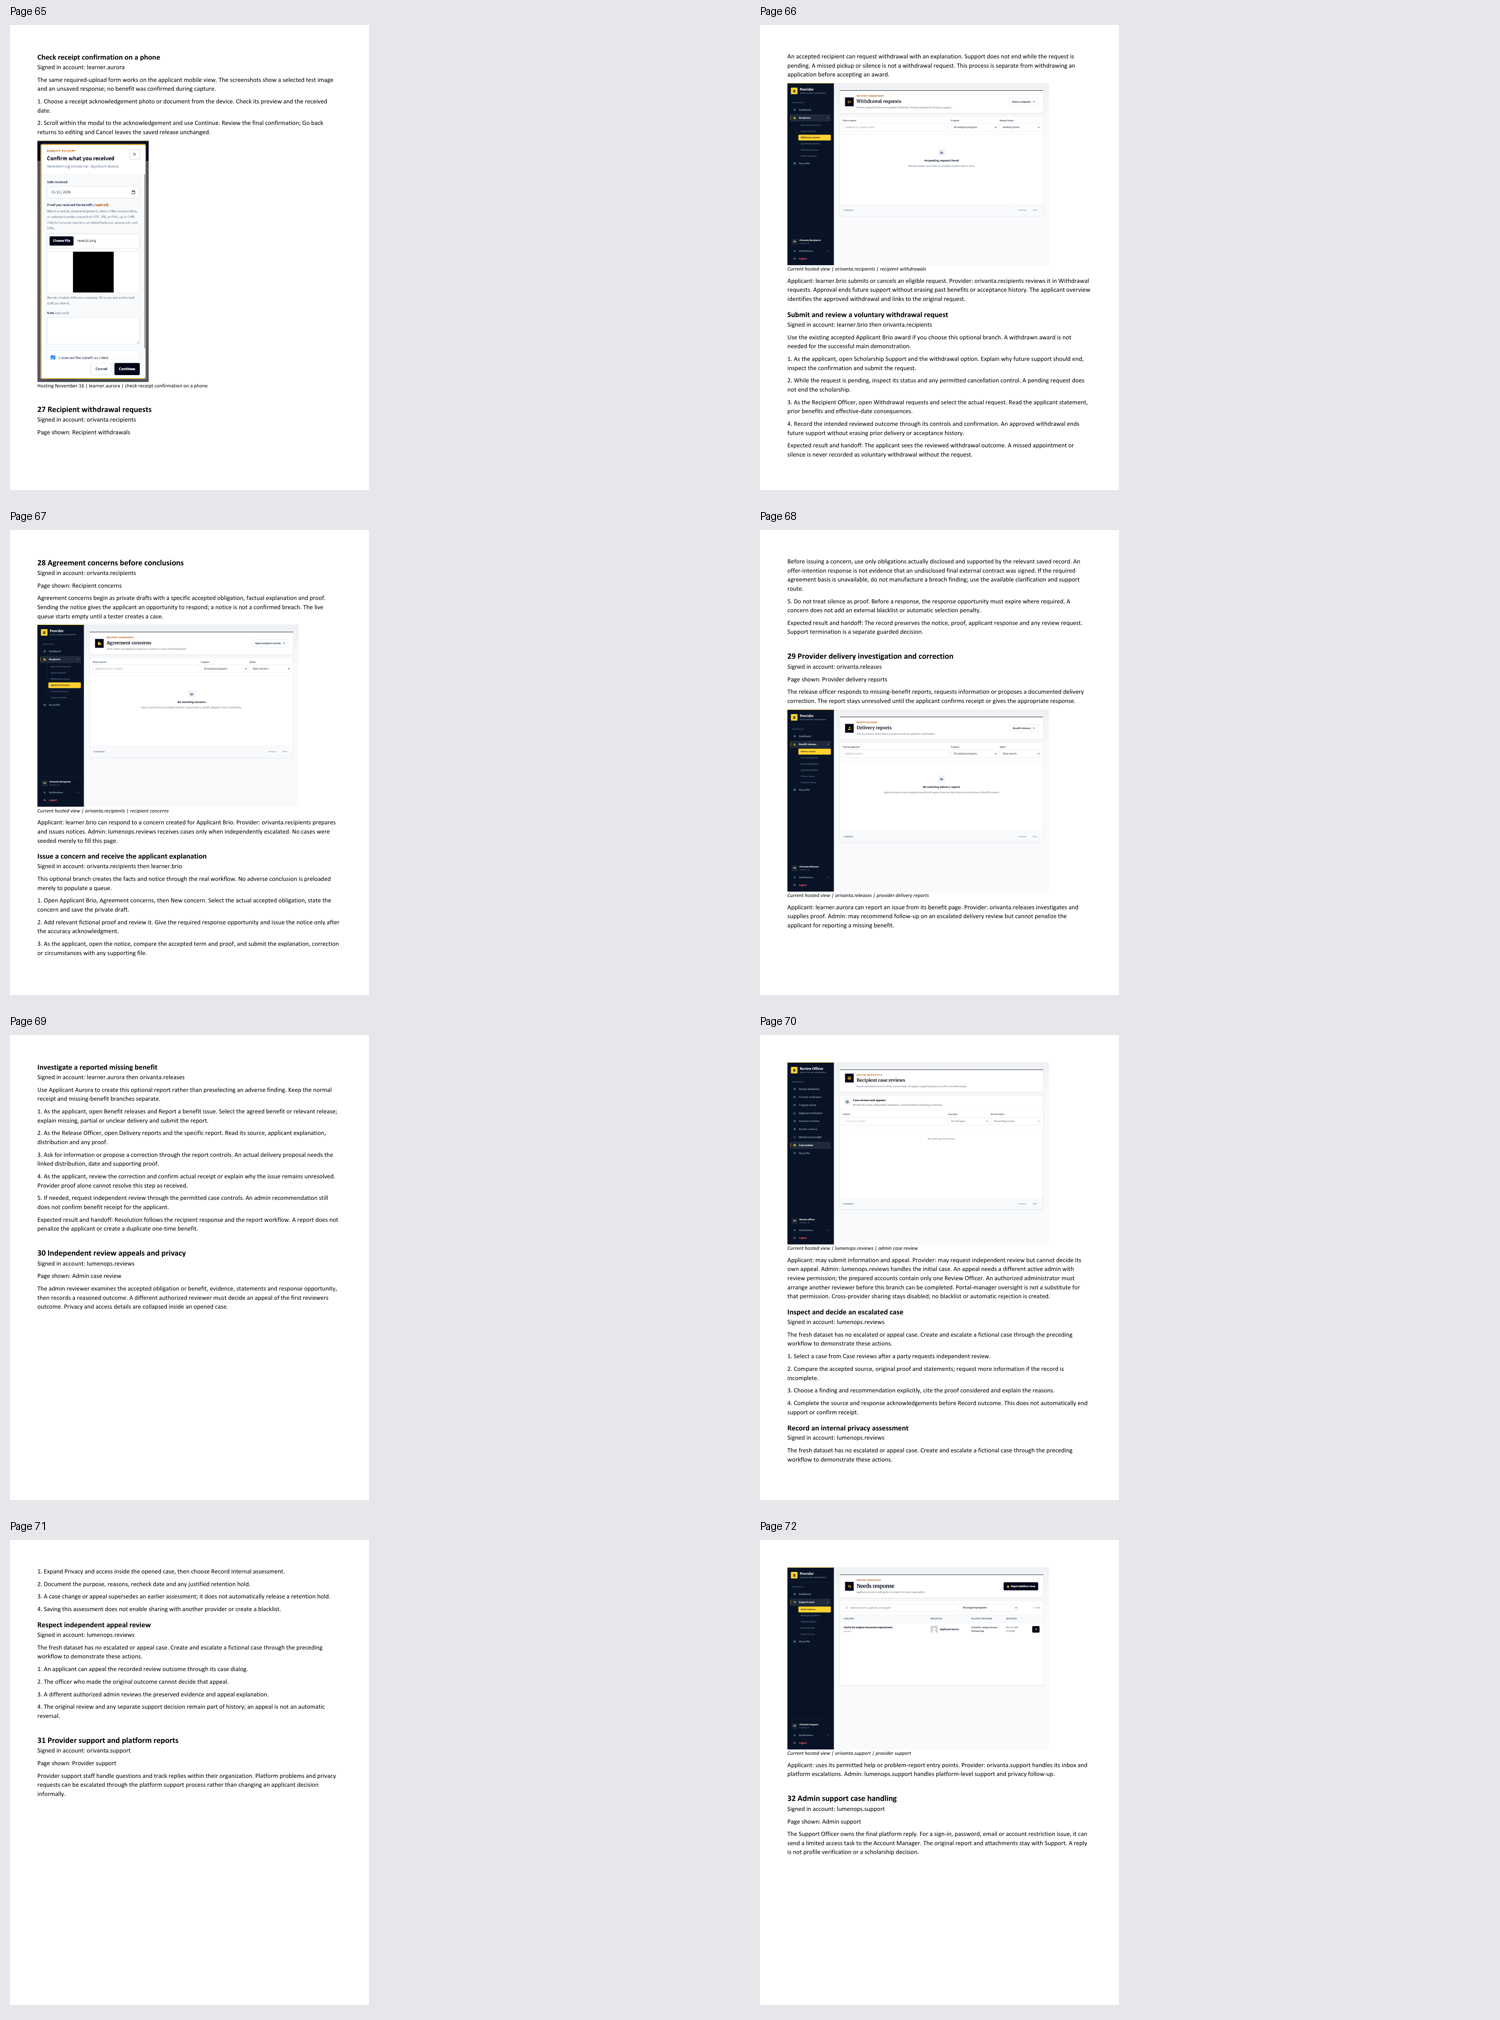 Page 65
Check receipt confirmation on a phone
Signed in account: learner.aurora
The same required-upload form works on the applicant mobile view. The screenshots show a selected test image
and an unsaved response; no benefit was confirmed during capture.
1. Choose a receipt acknowledgement photo or document from the device. Check its preview and the received
date.
2. Scroll within the modal to the acknowledgement and use Continue. Review the final confirmation; Go back
returns to editing and Cancel leaves the saved release unchanged.
Confirm what you received
Date received
Proof you received the benefit (required)
Choose File receipt.png
Note (optional)
I received the benefit as listed.
Cancel Continue
Hosting November 16 | learner.aurora | check receipt confirmation on a phone
27 Recipient withdrawal requests
Signed in account: orivanta.recipients
Page shown: Recipient withdrawals
Page 66
An accepted recipient can request withdrawal with an explanation. Support does not end while the request is
pending. A missed pickup or silence is not a withdrawal request. This process is separate from withdrawing an
application before accepting an award.
Provider
Withdrawal requests
No pending requests found
Current hosted view | orivanta.recipients | recipient withdrawals
Applicant: learner.brio submits or cancels an eligible request. Provider: orivanta.recipients reviews it in Withdrawal
requests. Approval ends future support without erasing past benefits or acceptance history. The applicant overview
identifies the approved withdrawal and links to the original request.
Submit and review a voluntary withdrawal request
Signed in account: learner.brio then orivanta.recipients
Use the existing accepted Applicant Brio award if you choose this optional branch. A withdrawn award is not
needed for the successful main demonstration.
1. As the applicant, open Scholarship Support and the withdrawal option. Explain why future support should end,
inspect the confirmation and submit the request.
2. While the request is pending, inspect its status and any permitted cancellation control. A pending request does
not end the scholarship.
3. As the Recipient Officer, open Withdrawal requests and select the actual request. Read the applicant statement,
prior benefits and effective-date consequences.
4. Record the intended reviewed outcome through its controls and confirmation. An approved withdrawal ends
future support without erasing prior delivery or acceptance history.
Expected result and handoff: The applicant sees the reviewed withdrawal outcome. A missed appointment or
silence is never recorded as voluntary withdrawal without the request.
Page 67
28 Agreement concerns before conclusions
Signed in account: orivanta.recipients
Page shown: Recipient concerns
Agreement concerns begin as private drafts with a specific accepted obligation, factual explanation and proof.
Sending the notice gives the applicant an opportunity to respond; a notice is not a confirmed breach. The live
queue starts empty until a tester creates a case.
Provider
Agreement concerns
No matching concerns
Current hosted view | orivanta.recipients | recipient concerns
Applicant: learner.brio can respond to a concern created for Applicant Brio. Provider: orivanta.recipients prepares
and issues notices. Admin: lumenops.reviews receives cases only when independently escalated. No cases were
seeded merely to fill this page.
Issue a concern and receive the applicant explanation
Signed in account: orivanta.recipients then learner.brio
This optional branch creates the facts and notice through the real workflow. No adverse conclusion is preloaded
merely to populate a queue.
1. Open Applicant Brio, Agreement concerns, then New concern. Select the actual accepted obligation, state the
concern and save the private draft.
2. Add relevant fictional proof and review it. Give the required response opportunity and issue the notice only after
the accuracy acknowledgment.
3. As the applicant, open the notice, compare the accepted term and proof, and submit the explanation, correction
or circumstances with any supporting file.
Page 68
Before issuing a concern, use only obligations actually disclosed and supported by the relevant saved record. An
offer-intention response is not evidence that an undisclosed final external contract was signed. If the required
agreement basis is unavailable, do not manufacture a breach finding; use the available clarification and support
route.
5. Do not treat silence as proof. Before a response, the response opportunity must expire where required. A
concern does not add an external blacklist or automatic selection penalty.
Expected result and handoff: The record preserves the notice, proof, applicant response and any review request.
Support termination is a separate guarded decision.
29 Provider delivery investigation and correction
Signed in account: orivanta.releases
Page shown: Provider delivery reports
The release officer responds to missing-benefit reports, requests information or proposes a documented delivery
correction. The report stays unresolved until the applicant confirms receipt or gives the appropriate response.
Provider
Delivery reports
No matching delivery reports
Current hosted view | orivanta.releases | provider delivery reports
Applicant: learner.aurora can report an issue from its benefit page. Provider: orivanta.releases investigates and
supplies proof. Admin: may recommend follow-up on an escalated delivery review but cannot penalize the
applicant for reporting a missing benefit.
Page 69
Investigate a reported missing benefit
Signed in account: learner.aurora then orivanta.releases
Use Applicant Aurora to create this optional report rather than preselecting an adverse finding. Keep the normal
receipt and missing-benefit branches separate.
1. As the applicant, open Benefit releases and Report a benefit issue. Select the agreed benefit or relevant release;
explain missing, partial or unclear delivery and submit the report.
2. As the Release Officer, open Delivery reports and the specific report. Read its source, applicant explanation,
distribution and any proof.
3. Ask for information or propose a correction through the report controls. An actual delivery proposal needs the
linked distribution, date and supporting proof.
4. As the applicant, review the correction and confirm actual receipt or explain why the issue remains unresolved.
Provider proof alone cannot resolve this step as received.
5. If needed, request independent review through the permitted case controls. An admin recommendation still
does not confirm benefit receipt for the applicant.
Expected result and handoff: Resolution follows the recipient response and the report workflow. A report does not
penalize the applicant or create a duplicate one-time benefit.
30 Independent review appeals and privacy
Signed in account: lumenops.reviews
Page shown: Admin case review
The admin reviewer examines the accepted obligation or benefit, evidence, statements and response opportunity,
then records a reasoned outcome. A different authorized reviewer must decide an appeal of the first reviewers
outcome. Privacy and access details are collapsed inside an opened case.
Page 70
Review Officer
Recipient case reviews
Current hosted view | lumenops.reviews | admin case review
Applicant: may submit information and appeal. Provider: may request independent review but cannot decide its
own appeal. Admin: lumenops.reviews handles the initial case. An appeal needs a different active admin with
review permission; the prepared accounts contain only one Review Officer. An authorized administrator must
arrange another reviewer before this branch can be completed. Portal-manager oversight is not a substitute for
that permission. Cross-provider sharing stays disabled; no blacklist or automatic rejection is created.
Inspect and decide an escalated case
Signed in account: lumenops.reviews
The fresh dataset has no escalated or appeal case. Create and escalate a fictional case through the preceding
workflow to demonstrate these actions.
1. Select a case from Case reviews after a party requests independent review.
2. Compare the accepted source, original proof and statements; request more information if the record is
incomplete.
3. Choose a finding and recommendation explicitly, cite the proof considered and explain the reasons.
4. Complete the source and response acknowledgements before Record outcome. This does not automatically end
support or confirm receipt.
Record an internal privacy assessment
Signed in account: lumenops.reviews
The fresh dataset has no escalated or appeal case. Create and escalate a fictional case through the preceding
workflow to demonstrate these actions.
Page 71
1. Expand Privacy and access inside the opened case, then choose Record internal assessment.
2. Document the purpose, reasons, recheck date and any justified retention hold.
3. A case change or appeal supersedes an earlier assessment; it does not automatically release a retention hold.
4. Saving this assessment does not enable sharing with another provider or create a blacklist.
Respect independent appeal review
Signed in account: lumenops.reviews
The fresh dataset has no escalated or appeal case. Create and escalate a fictional case through the preceding
workflow to demonstrate these actions.
1. An applicant can appeal the recorded review outcome through its case dialog.
2. The officer who made the original outcome cannot decide that appeal.
3. A different authorized admin reviews the preserved evidence and appeal explanation.
4. The original review and any separate support decision remain part of history; an appeal is not an automatic
reversal.
31 Provider support and platform reports
Signed in account: orivanta.support
Page shown: Provider support
Provider support staff handle questions and track replies within their organization. Platform problems and privacy
requests can be escalated through the platform support process rather than changing an applicant decision
informally.
Page 72
Provider
Needs response
Current hosted view | orivanta.support | provider support
Applicant: uses its permitted help or problem-report entry points. Provider: orivanta.support handles its inbox and
platform escalations. Admin: lumenops.support handles platform-level support and privacy follow-up.
32 Admin support case handling
Signed in account: lumenops.support
Page shown: Admin support
The Support Officer owns the final platform reply. For a sign-in, password, email or account restriction issue, it can
send a limited access task to the Account Manager. The original report and attachments stay with Support. A reply
is not profile verification or a scholarship decision.